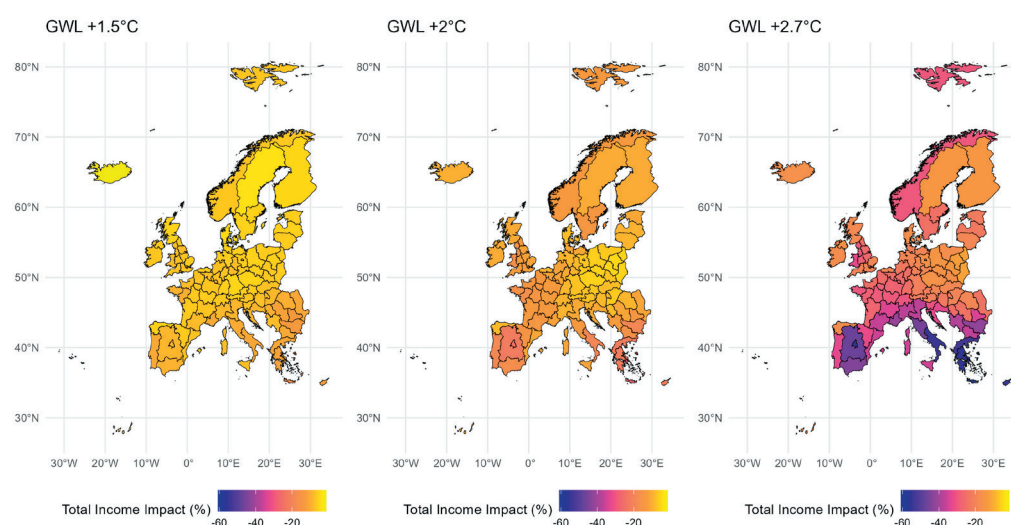 GWL +1.5°C GWL +2°C GWL +2.7°C
80°N 80°N 80°N
70°N 70°N 70°N
60°N 60°N 60°N
50°N 50°N 50°N
40°N 40°N 40°N
30°N 30°N 30°N
30°W 20°W 10°W 0° 10°E 20°E 30°E 30°W 20°W 10°W 0° 10°E 20°E 30°E 30°W 20°W 10°W 0° 10°E 20°E 30°E
Total Income Impact (%) Total Income Impact (%) Total Income Impact (%)
-60 -40 -20 -60 -40 -20 -60 -40 -20